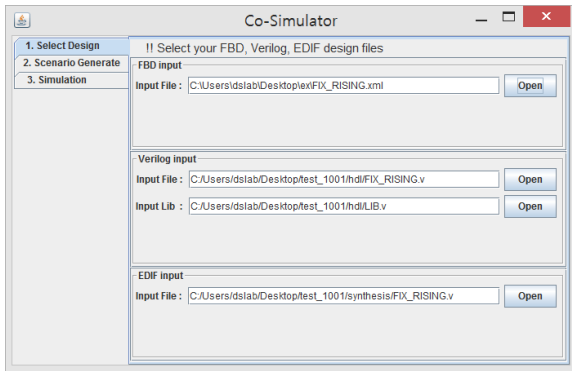 Co-Simulator
1. Select Design
2. Scenario Generate
3. Simulation
!! Select your FBD, Verilog, EDIF design files
FBD input
Input File : C:\Users\dslab\Desktop\ex\FIX_RISING.xml Open
Verilog input
Input File : C:/Users/dslab/Desktop/test_1001/hdl/FIX_RISING.v Open
Input Lib : C:/Users/dslab/Desktop/test_1001/hdl/LIB.v Open
EDIF input
Input File : C:/Users/dslab/Desktop/test_1001/synthesis/FIX_RISING.v Open